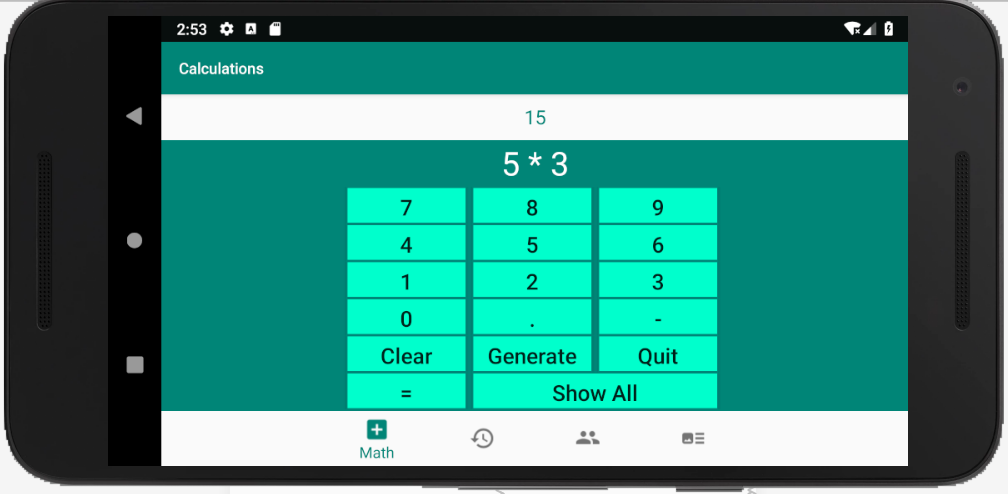 2:53
Calculations
15
5 * 3
7 8 9
4 5 6
1 2 3
0 . -
Clear Generate Quit
= Show All
Math